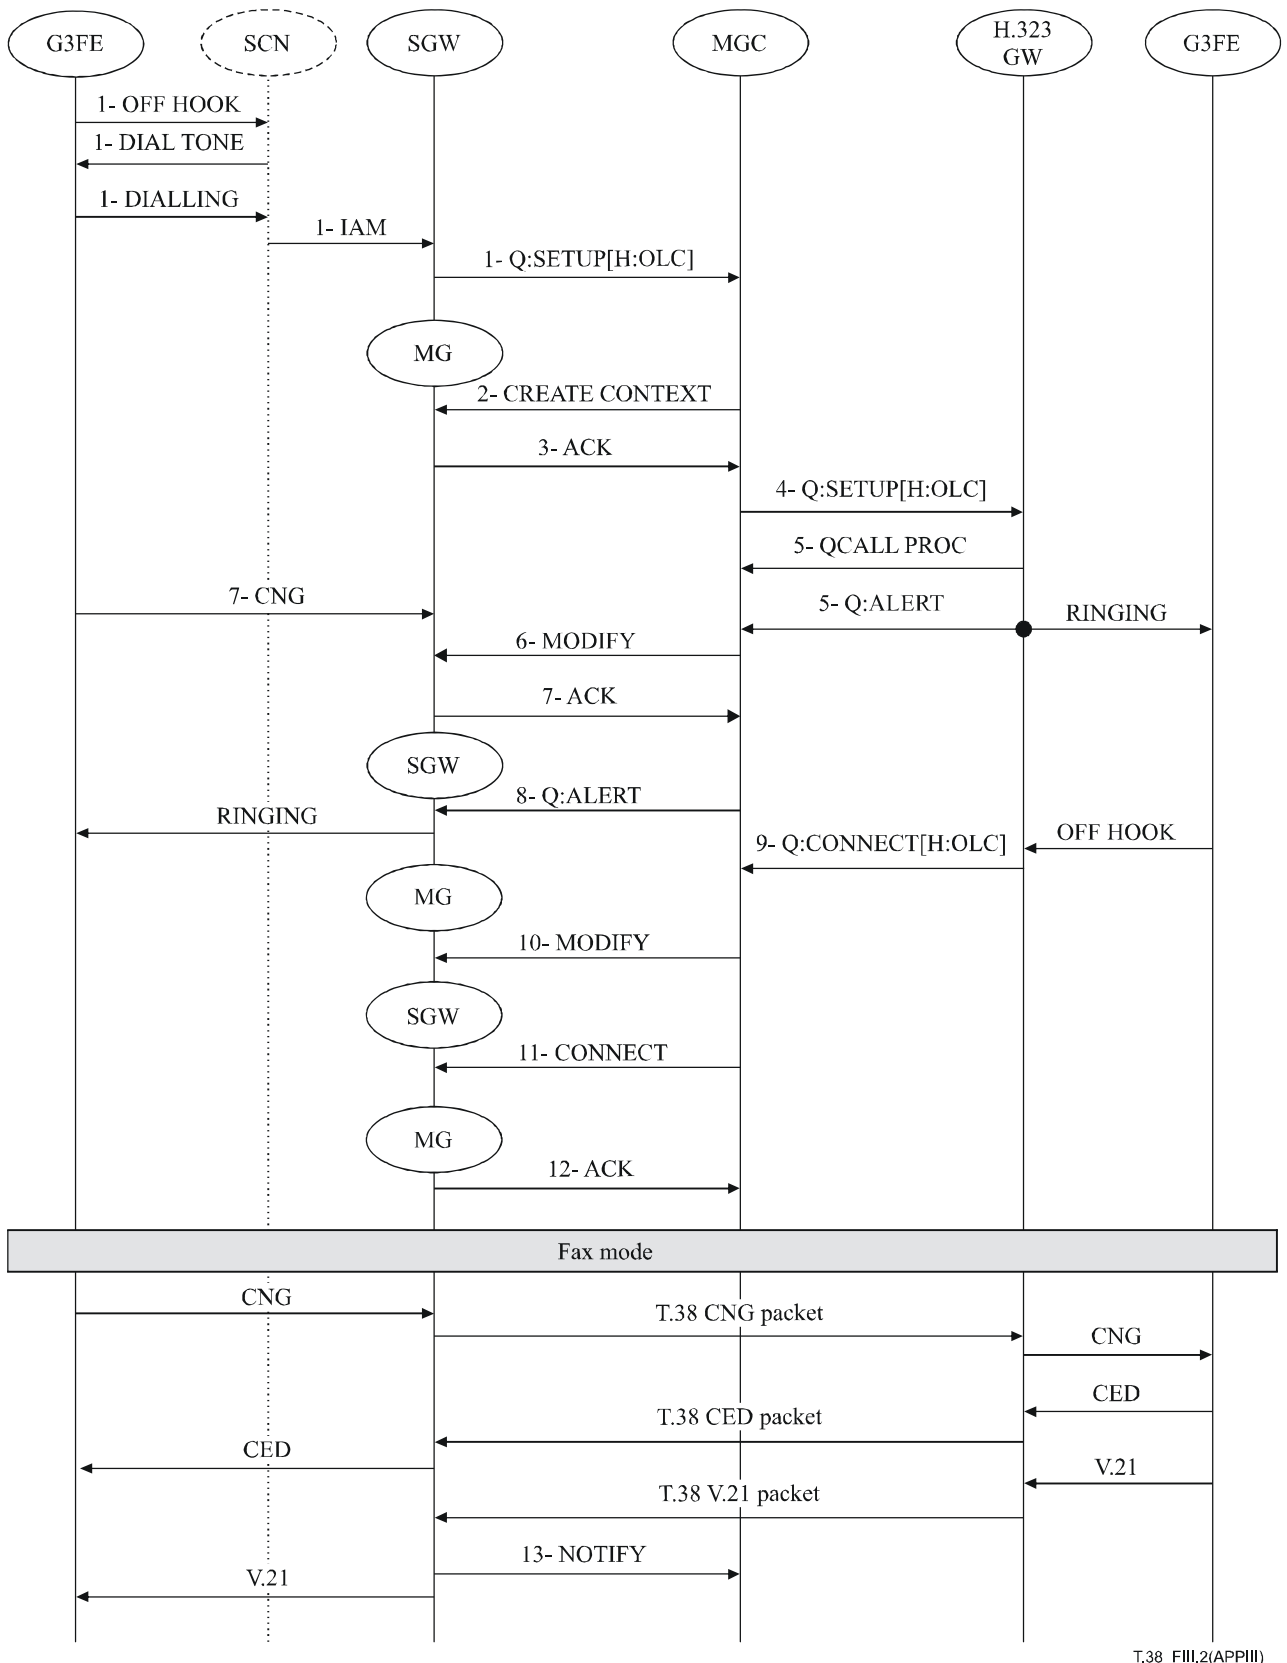 G3FE SCN SGW MGC H.323 GW G3FE
1- OFF HOOK
1- DIAL TONE
1- DIALLING
1- IAM
1- Q:SETUP[H:OLC]
MG
2- CREATE CONTEXT
3- ACK
4- Q:SETUP[H:OLC]
5- QCALL PROC
7- CNG
5- Q:ALERT
RINGING
6- MODIFY
7- ACK
SGW
8- Q:ALERT
RINGING
OFF HOOK
9- Q:CONNECT[H:OLC]
MG
10- MODIFY
SGW
11- CONNECT
MG
12- ACK
Fax mode
CNG
T.38 CNG packet
CNG
CED
T.38 CED packet
CED
V.21
T.38 V.21 packet
13- NOTIFY
V.21
T.38_FIII.2(APPIII)